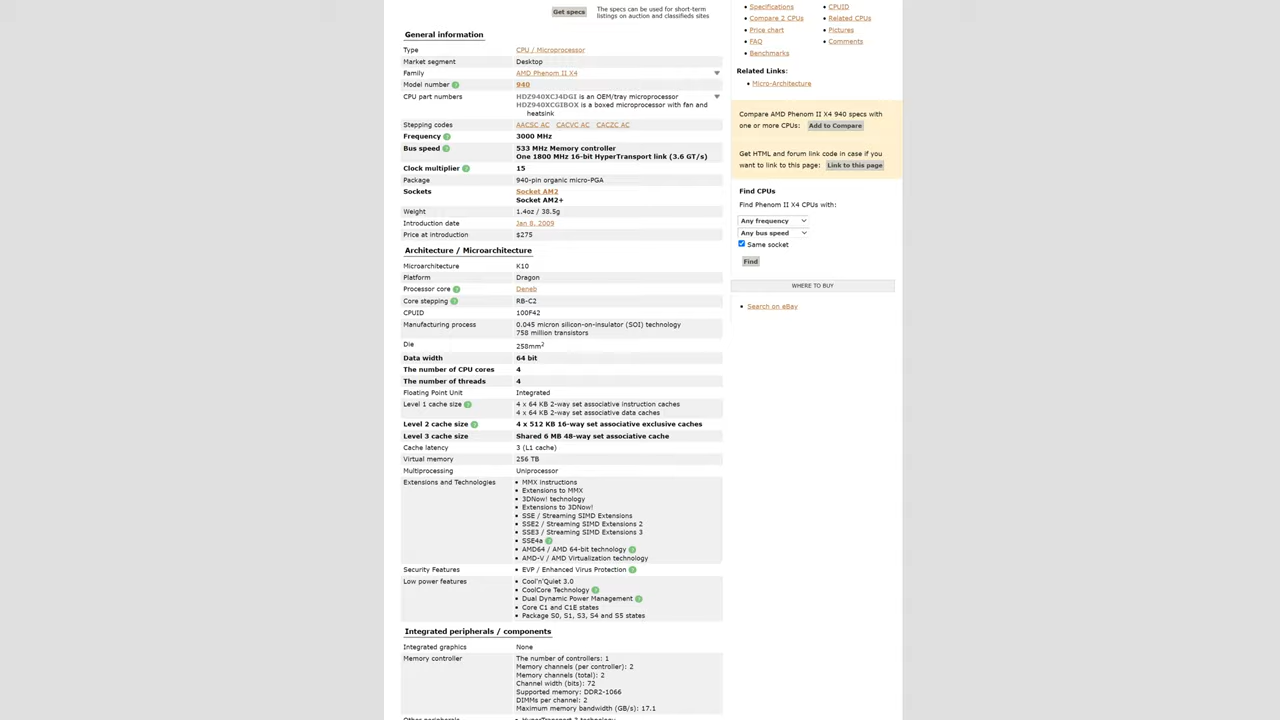 Get specs
The specs can be used for short-term
listings on auction and classifieds sites
General information
Type CPU / Microprocessor
Market segment Desktop
Family AMD Phenom II X4
Model number ? 940
CPU part numbers HDZ940XCJ4DGI is an OEM/tray microprocessor
HDZ940XCGIBOX is a boxed microprocessor with fan and
heatsink
Stepping codes AACSC AC CACVC AC CACZC AC
Frequency ? 3000 MHz
Bus speed ? 533 MHz Memory controller
One 1800 MHz 16-bit HyperTransport link (3.6 GT/s)
Clock multiplier ? 15
Package 940-pin organic micro-PGA
Sockets Socket AM2
Socket AM2+
Weight 1.4oz / 38.5g
Introduction date Jan 8, 2009
Price at introduction $275
Architecture / Microarchitecture
Microarchitecture K10
Platform Dragon
Processor core ? Deneb
Core stepping ? RB-C2
CPUID 100F42
Manufacturing process 0.045 micron silicon-on-insulator (SOI) technology
758 million transistors
Die 258mm2
Data width 64 bit
The number of CPU cores 4
The number of threads 4
Floating Point Unit Integrated
Level 1 cache size ? 4 x 64 KB 2-way set associative instruction caches
4 x 64 KB 2-way set associative data caches
Level 2 cache size ? 4 x 512 KB 16-way set associative exclusive caches
Level 3 cache size Shared 6 MB 48-way set associative cache
Cache latency 3 (L1 cache)
Virtual memory 256 TB
Multiprocessing Uniprocessor
Extensions and Technologies • MMX instructions
• Extensions to MMX
• 3DNow! technology
• Extensions to 3DNow!
• SSE / Streaming SIMD Extensions
• SSE2 / Streaming SIMD Extensions 2
• SSE3 / Streaming SIMD Extensions 3
• SSE4a ?
• AMD64 / AMD 64-bit technology ?
• AMD-V / AMD Virtualization technology
Security Features • EVP / Enhanced Virus Protection ?
Low power features • Cool'n'Quiet 3.0
• CoolCore Technology ?
• Dual Dynamic Power Management ?
• Core C1 and C1E states
• Package S0, S1, S3, S4 and S5 states
Integrated peripherals / components
Integrated graphics None
Memory controller The number of controllers: 1
Memory channels (per controller): 2
Memory channels (total): 2
Channel width (bits): 72
Supported memory: DDR2-1066
DIMMs per channel: 2
Maximum memory bandwidth (GB/s): 17.1
Other peripherals • HyperTransport 3 technology
• Specifications • CPUID
• Compare 2 CPUs • Related CPUs
• Price chart • Pictures
• FAQ • Comments
• Benchmarks
Related Links:
• Micro-Architecture
Compare AMD Phenom II X4 940 specs with
one or more CPUs: Add to Compare
Get HTML and forum link code in case if you
want to link to this page: Link to this page
Find CPUs
Find Phenom II X4 CPUs with:
Any frequency
Any bus speed
Same socket
Find
WHERE TO BUY
• Search on eBay